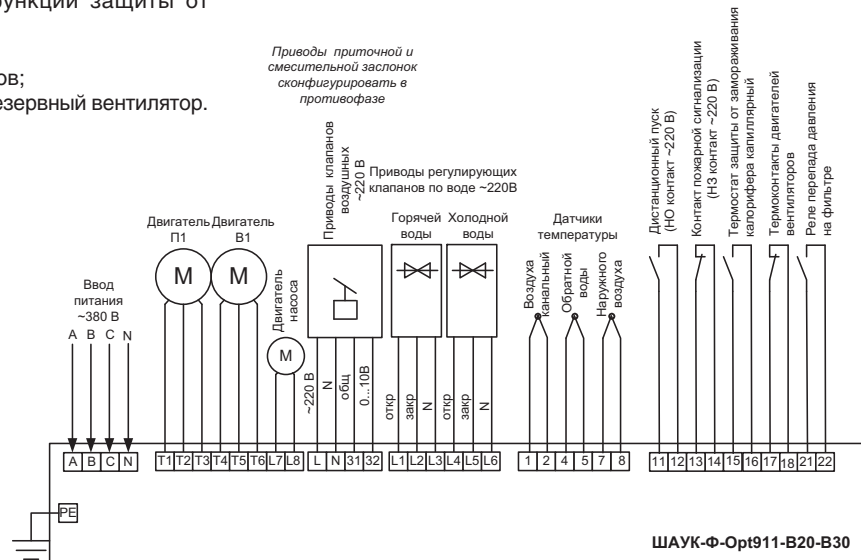 функции защиты от
ов;
езервный вентилятор.
Приводы приточной и
смесительной заслонок
сконфигурировать в
противофазе
Ввод
питания
~380 В
A B C N
Двигатель
П1
М
Двигатель
В1
М
Двигатель
насоса
М
Приводы клапанов
воздушных
~220 В
Приводы регулирующих
клапанов по воде ~220В
Горячей
воды
Холодной
воды
Датчики
температуры
Воздуха
канальный
Обратной
воды
Наружного
воздуха
Дистанционный пуск
(НО контакт ~220 В)
Контакт пожарной сигнализации
(НЗ контакт ~220 В)
Термостат защиты от замораживания
калорифера капиллярный
Термоконтакты двигателей
вентиляторов
Реле перепада давления
на фильтре
~220 В
N
общ
0...10В
откр
закр
N
откр
закр
N
A B C N
T1 T2 T3 T4 T5 T6 L7 L8
L N 31 32
L1 L2 L3 L4 L5 L6
1 2 4 5 7 8
11 12 13 14 15 16 17 18 21 22
PE
ШАУК-Ф-Opt911-В20-В30